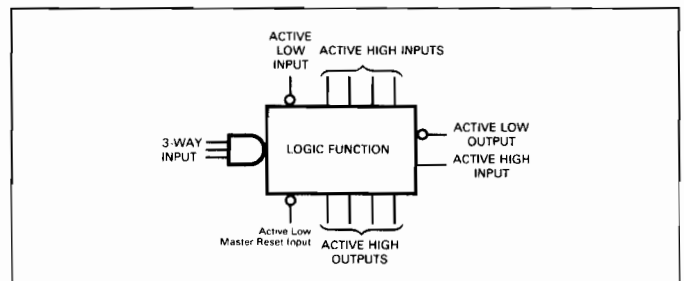 ACTIVE
LOW
INPUT
ACTIVE HIGH INPUTS
3-WAY
INPUT
LOGIC FUNCTION
ACTIVE LOW
OUTPUT
ACTIVE HIGH
INPUT
Active Low
Master Reset Input
ACTIVE HIGH
OUTPUTS